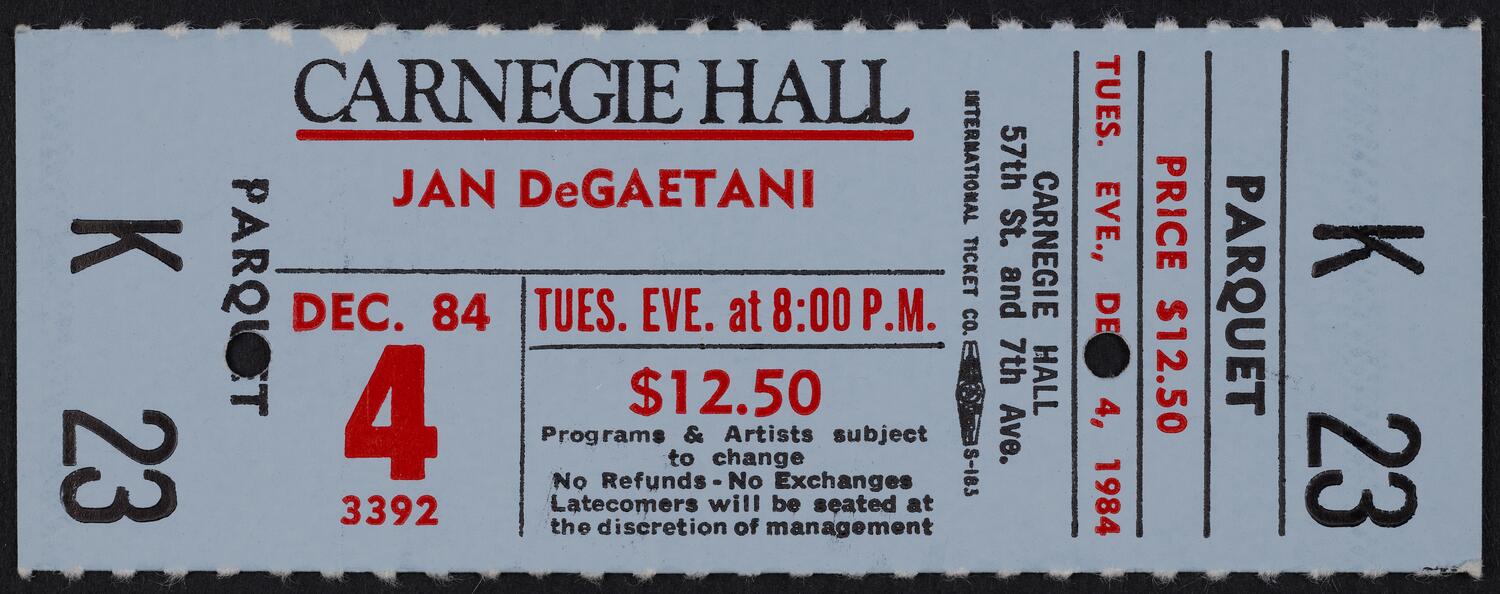 K 23
PARQUET
CARNEGIE HALL
JAN DeGAETANI
DEC. 84
4
3392
TUES. EVE. at 8:00 P.M.
$12.50
Programs & Artists subject
to change
No Refunds - No Exchanges
Latecomers will be seated at
the discretion of management
INTERNATIONAL TICKET CO. S-183
57th St. and 7th Ave.
CARNEGIE HALL
TUES. EVE., DEC 4, 1984
PRICE $12.50
PARQUET
K 23